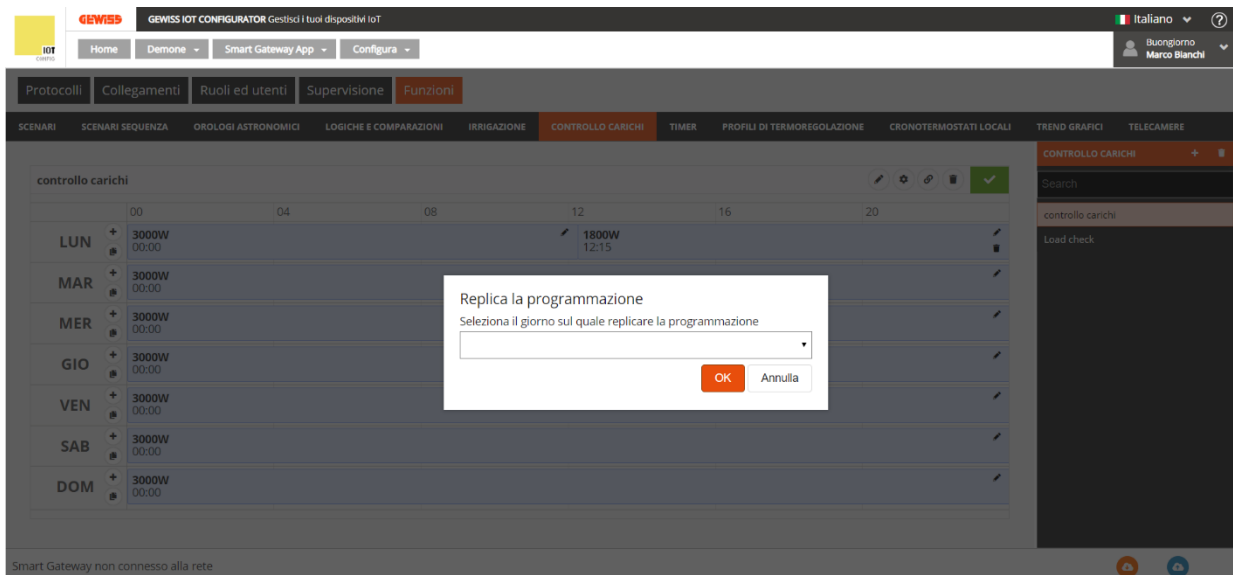 GEWISS
GEWISS IOT CONFIGURATOR Gestisci i tuoi dispositivi IoT
Italiano
IOT
CONFIG
Home
Demone
Smart Gateway App
Configura
Buongiorno
Marco Bianchi
Protocolli
Collegamenti
Ruoli ed utenti
Supervisione
Funzioni
SCENARI
SCENARI SEQUENZA
OROLOGI ASTRONOMICI
LOGICHE E COMPARAZIONI
IRRIGAZIONE
CONTROLLO CARICHI
TIMER
PROFILI DI TERMOREGOLAZIONE
CRONOTERMOSTATI LOCALI
TREND GRAFICI
TELECAMERE
CONTROLLO CARICHI
Search
controllo carichi
Load check
controllo carichi
00 04 08 12 16 20
LUN
3000W
00:00
1800W
12:15
MAR
3000W
00:00
MER
3000W
00:00
GIO
3000W
00:00
VEN
3000W
00:00
SAB
3000W
00:00
DOM
3000W
00:00
Replica la programmazione
Seleziona il giorno sul quale replicare la programmazione
OK
Annulla
Smart Gateway non connesso alla rete